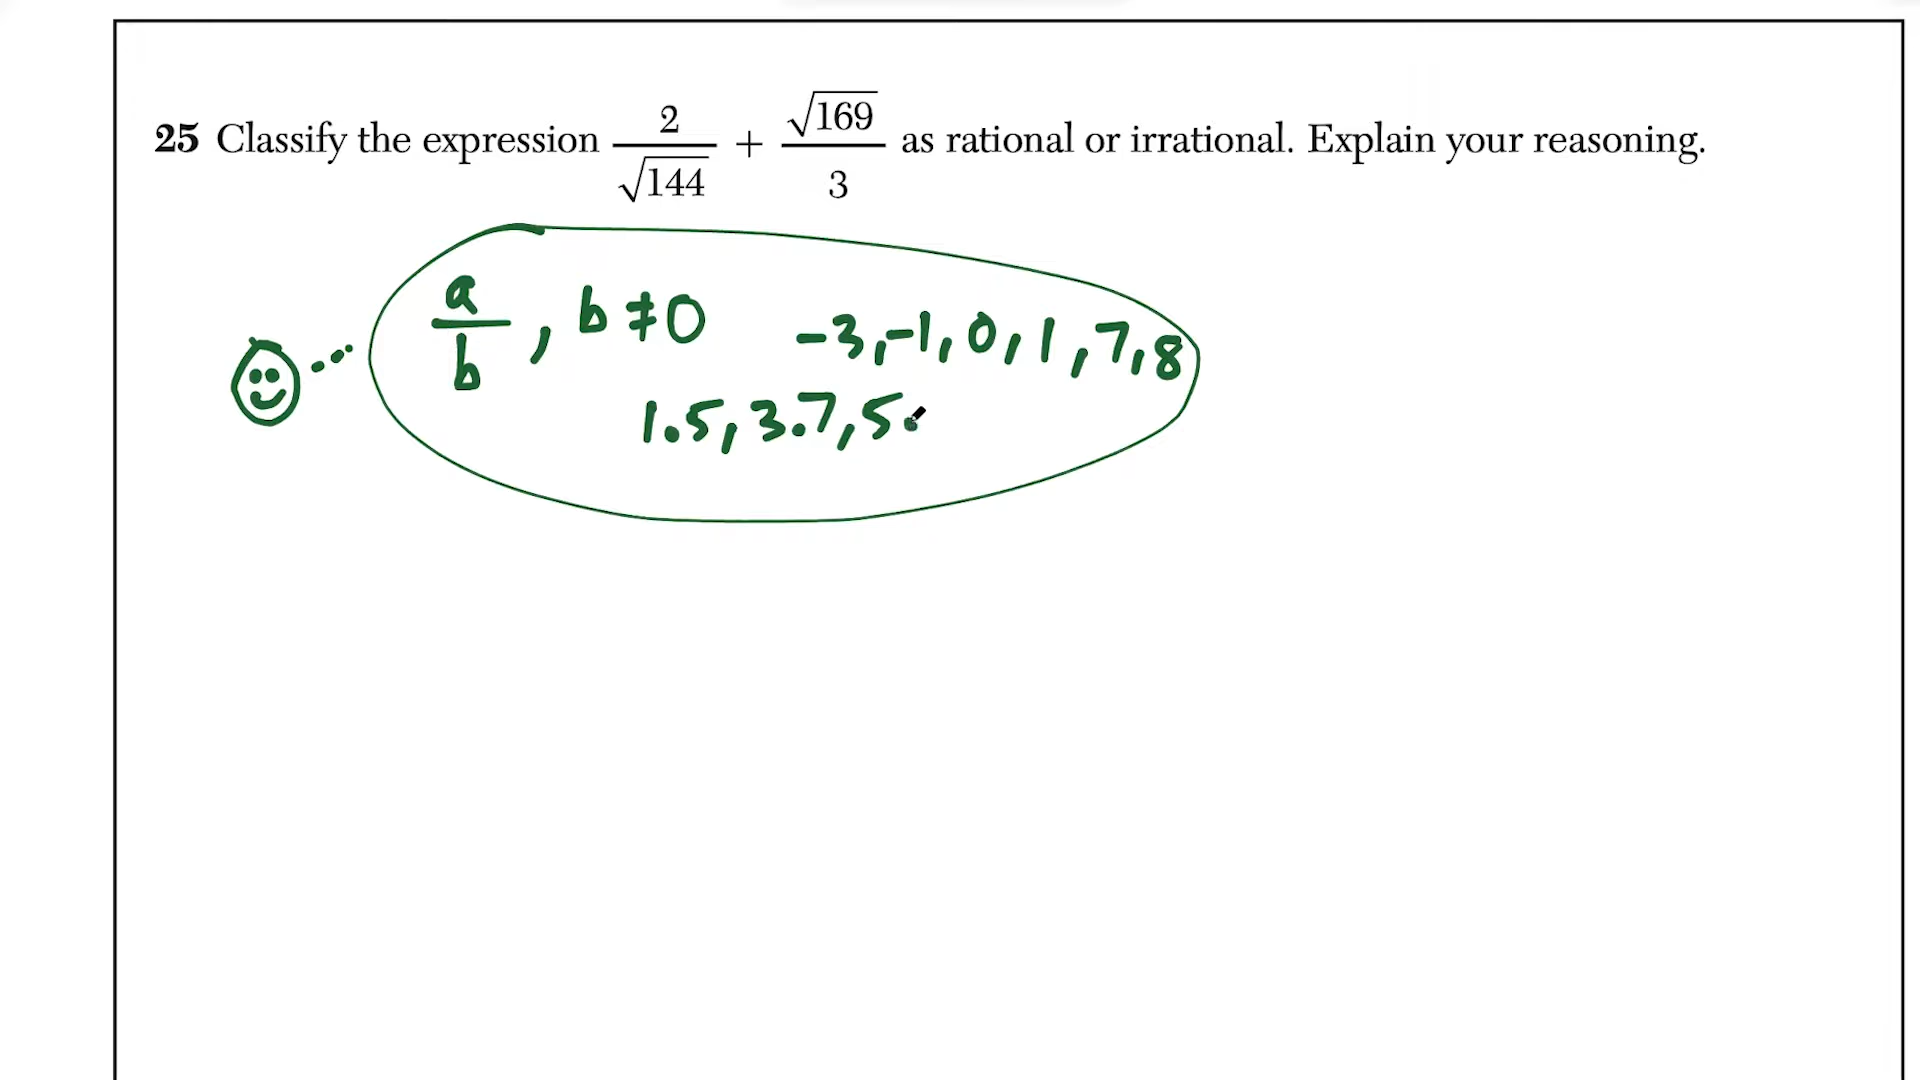 25 Classify the expression 2/√144 + √169/3 as rational or irrational. Explain your reasoning.
a/b, b ≠ 0 -3, -1, 0, 1, 7, 8
1.5, 3.7, 5.